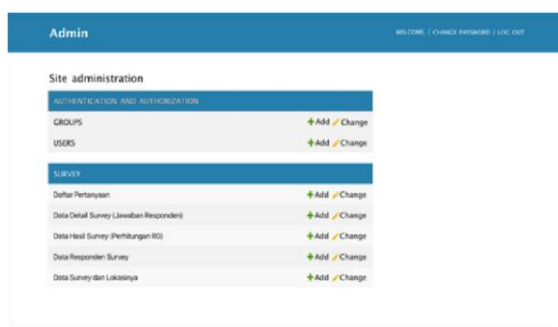 Admin
WELCOME, / CHANGE PASSWORD / LOG OUT
Site administration
AUTHENTICATION AND AUTHORIZATION
GROUPS Add Change
USERS Add Change
SURVEY
Daftar Pertanyaan Add Change
Data Detail Survey (Jawaban Responden) Add Change
Data Hasil Survey (Perhitungan RG) Add Change
Data Responden Survey Add Change
Data Survey dan Lokasinya Add Change